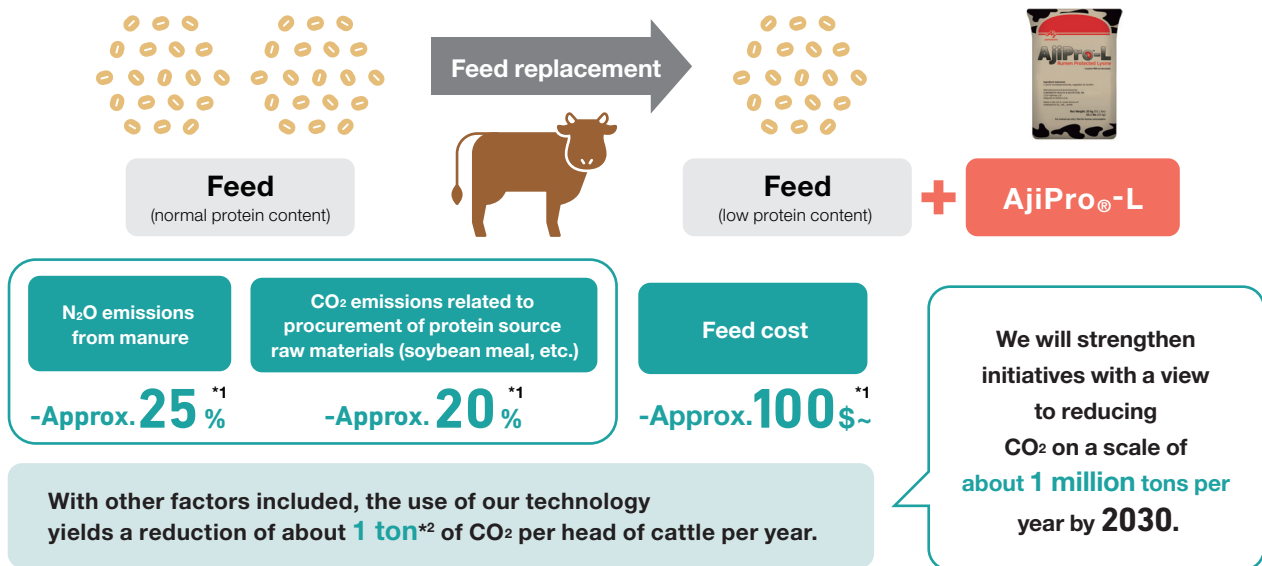 Feed replacement
AjiPro®-L
Rumen Protected Lysine
Feed
(normal protein content)
Feed
(low protein content)
+
AjiPro®-L
N₂O emissions
from manure
-Approx. 25 % *1
CO₂ emissions related to
procurement of protein source
raw materials (soybean meal, etc.)
-Approx. 20 % *1
Feed cost
-Approx. 100 $~ *1
With other factors included, the use of our technology
yields a reduction of about 1 ton*2 of CO₂ per head of cattle per year.
We will strengthen
initiatives with a view
to reducing
CO₂ on a scale of
about 1 million tons per
year by 2030.